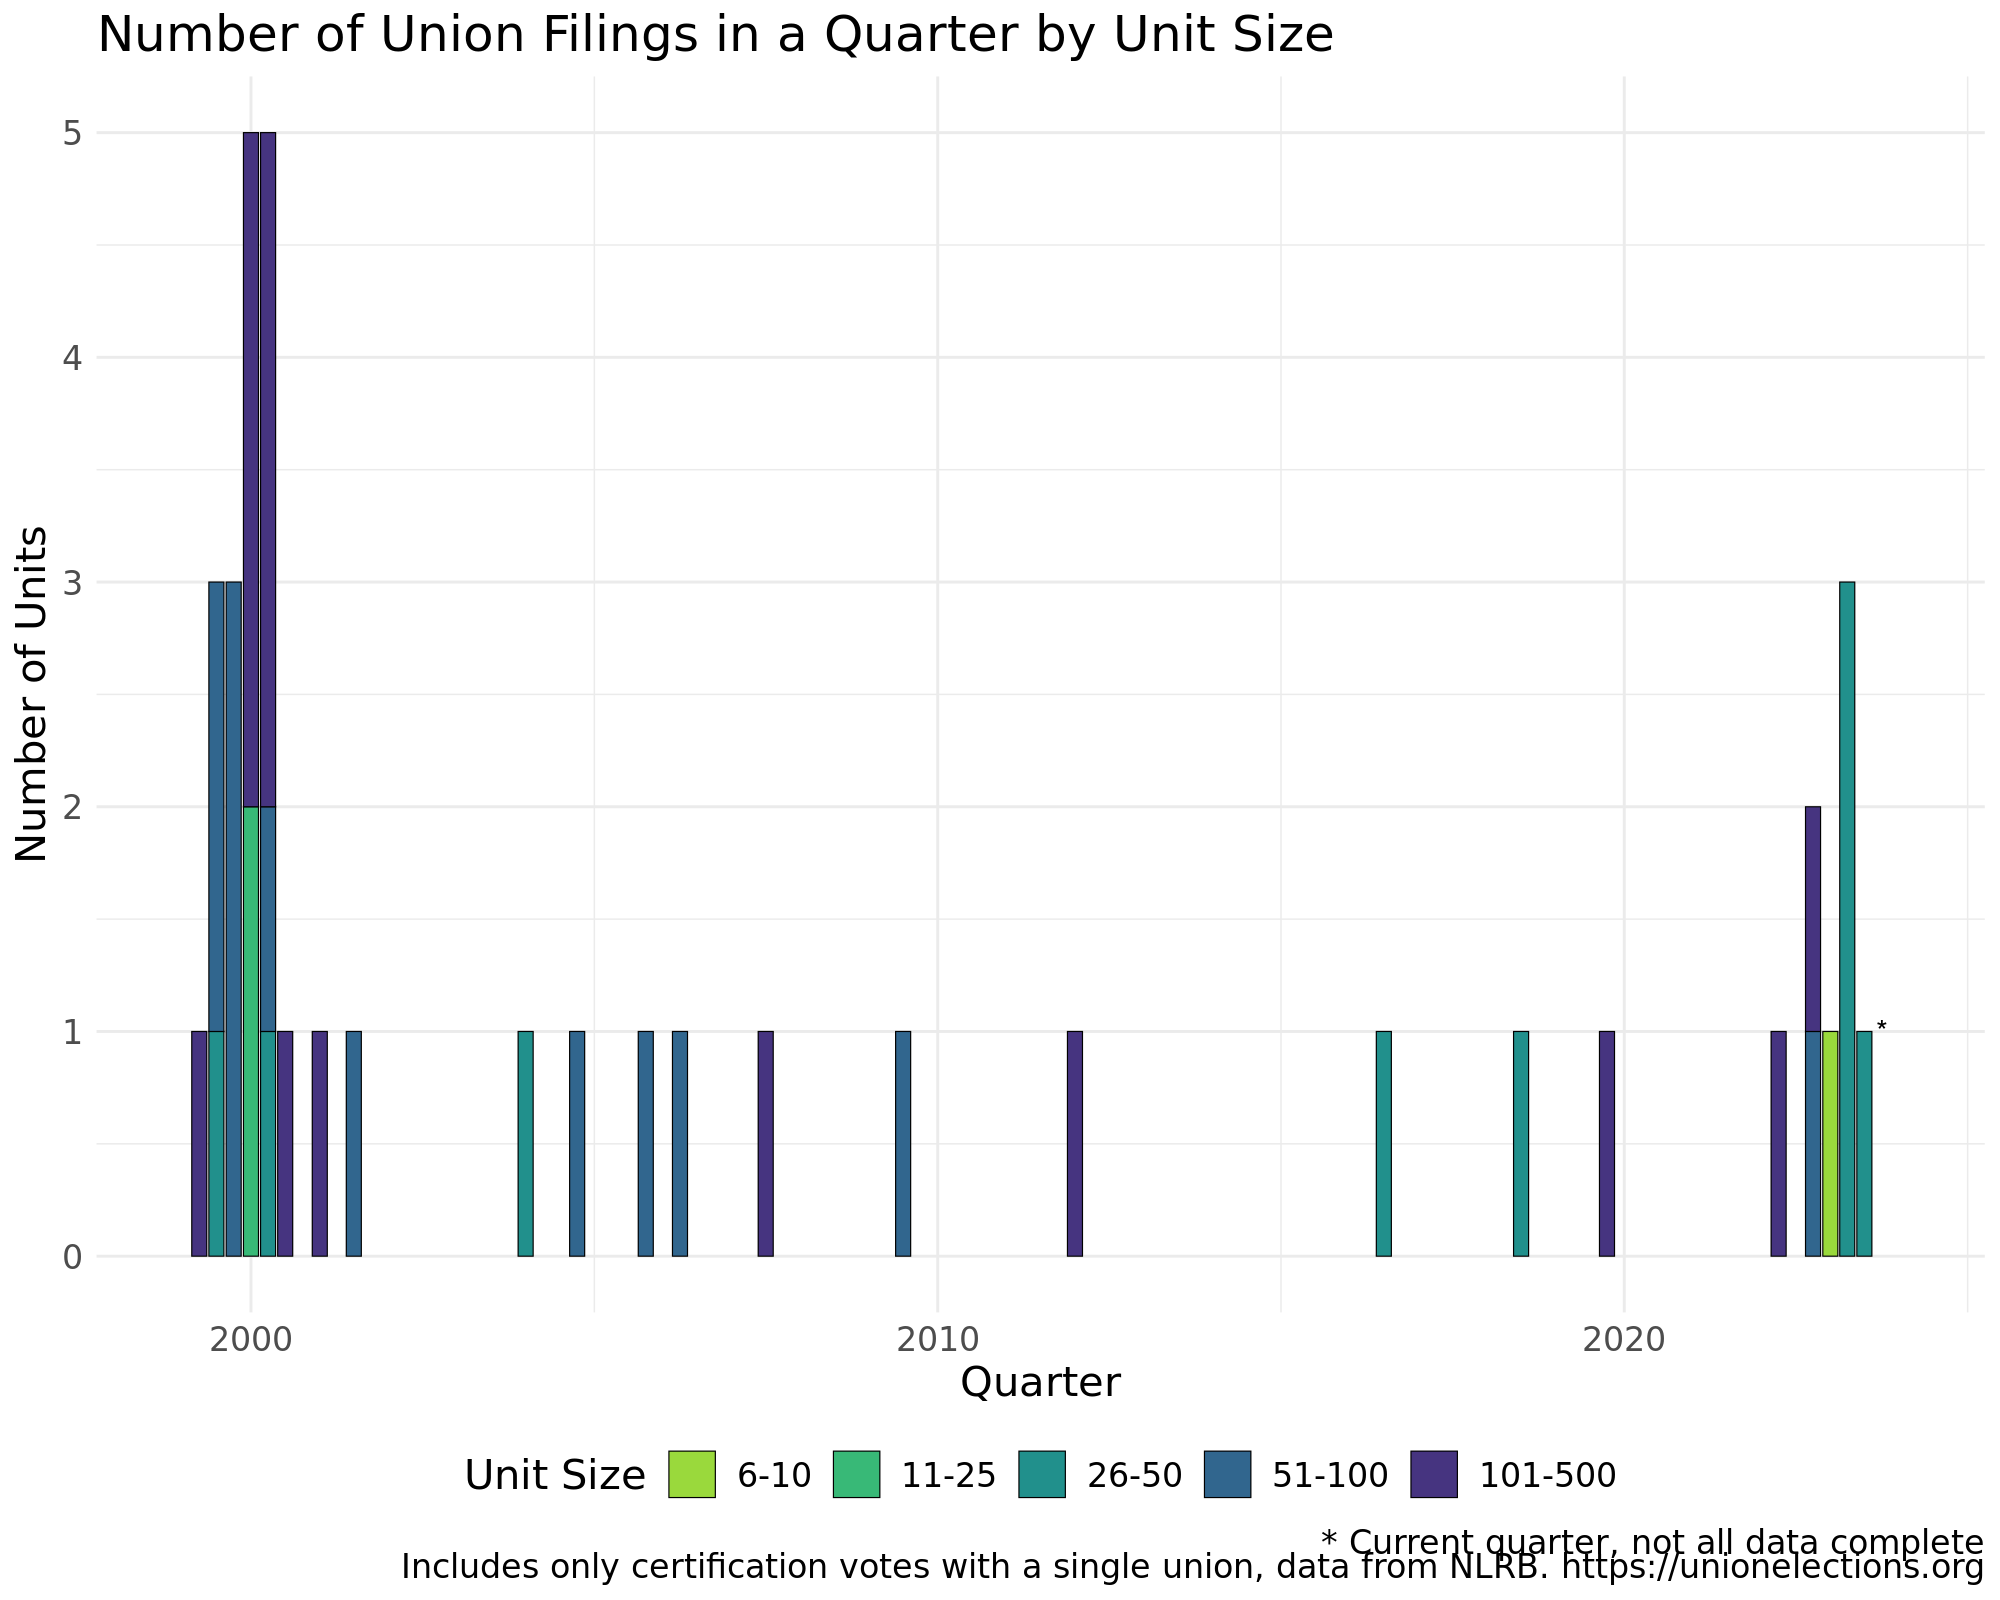 Number of Union Filings in a Quarter by Unit Size
Number of Units
5
4
3
2
1
0
*
2000 2010 2020
Quarter
Unit Size 6-10 11-25 26-50 51-100 101-500
* Current quarter, not all data complete
Includes only certification votes with a single union, data from NLRB. https://unionelections.org